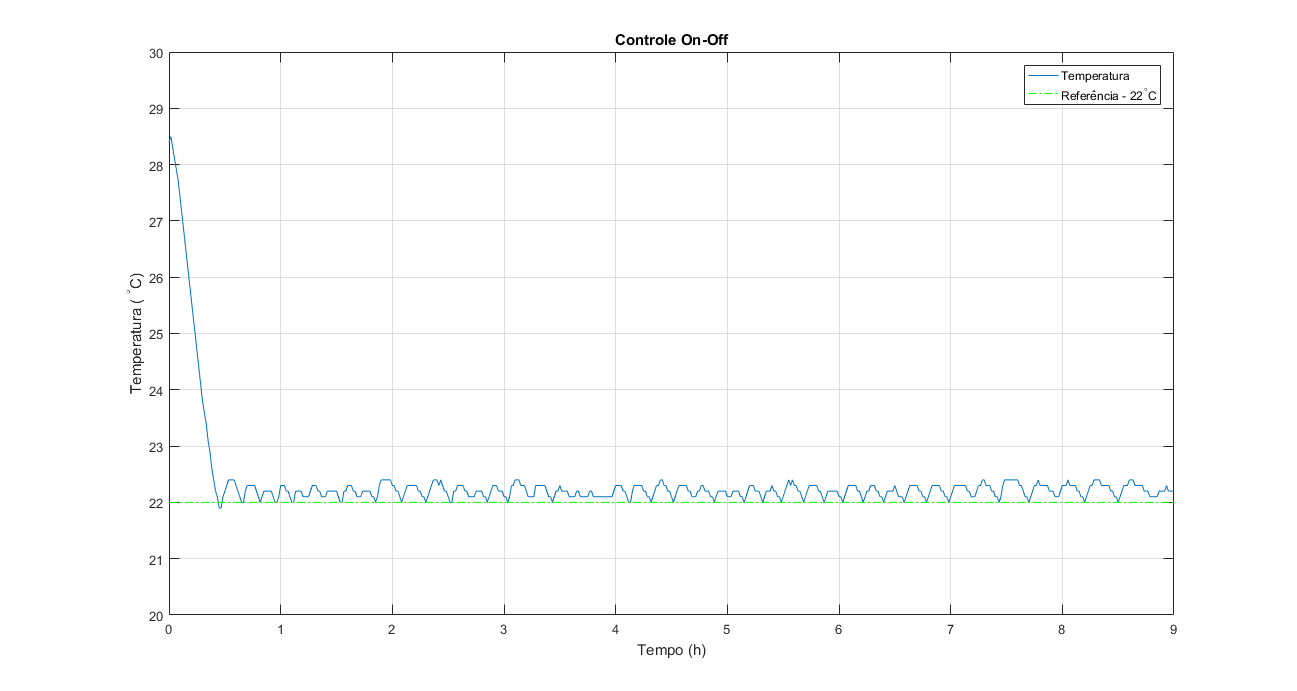 Controle On-Off
Temperatura
Referência - 22°C
Temperatura ( °C)
30
29
28
27
26
25
24
23
22
21
20
0 1 2 3 4 5 6 7 8 9
Tempo (h)